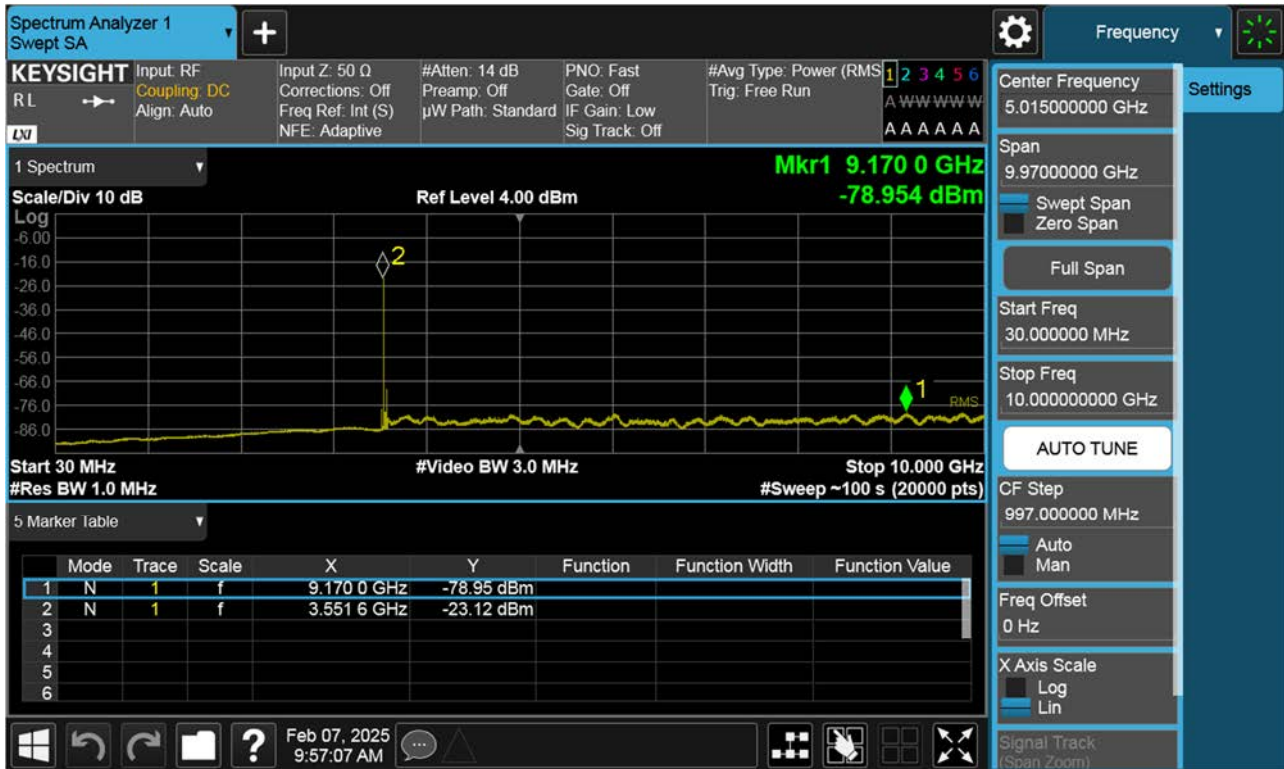 Spectrum Analyzer 1
Swept SA
+
Frequency
KEYSIGHT
RL
LXI
Input: RF
Coupling: DC
Align: Auto
Input Z: 50 Ω
Corrections: Off
Freq Ref: Int (S)
NFE: Adaptive
#Atten: 14 dB
Preamp: Off
µW Path: Standard
PNO: Fast
Gate: Off
IF Gain: Low
Sig Track: Off
#Avg Type: Power (RMS
Trig: Free Run
1 2 3 4 5 6
A W W W W W
A A A A A A
1 Spectrum
Mkr1 9.170 0 GHz
Scale/Div 10 dB
Ref Level 4.00 dBm
-78.954 dBm
Log
-6.00
-16.0
-26.0
-36.0
-46.0
-56.0
-66.0
-76.0
-86.0
2
1
RMS
Start 30 MHz
#Video BW 3.0 MHz
Stop 10.000 GHz
#Res BW 1.0 MHz
#Sweep ~100 s (20000 pts)
5 Marker Table
Mode Trace Scale X Y Function Function Width Function Value
1 N 1 f 9.170 0 GHz -78.95 dBm
2 N 1 f 3.551 6 GHz -23.12 dBm
3
4
5
6
?
Feb 07, 2025
9:57:07 AM
Center Frequency
5.015000000 GHz
Settings
Span
9.97000000 GHz
Swept Span
Zero Span
Full Span
Start Freq
30.000000 MHz
Stop Freq
10.000000000 GHz
AUTO TUNE
CF Step
997.000000 MHz
Auto
Man
Freq Offset
0 Hz
X Axis Scale
Log
Lin
Signal Track
(Span Zoom)